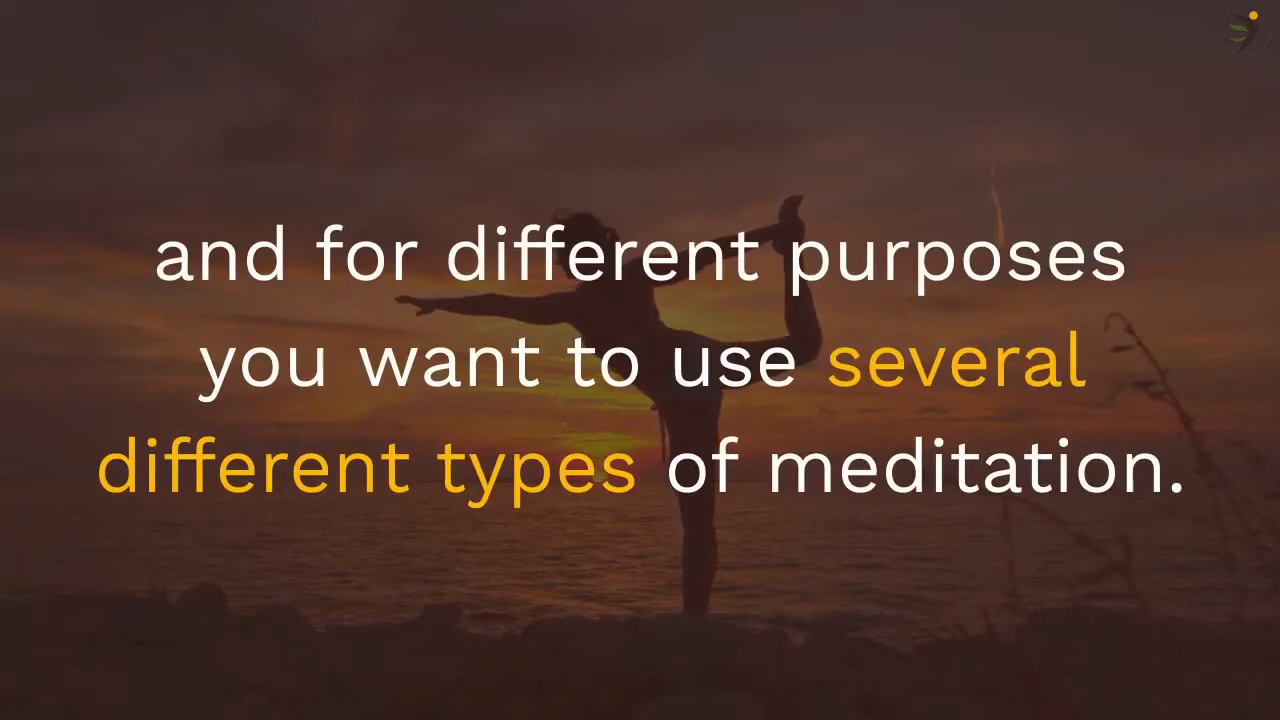 and for different purposes
you want to use several
different types of meditation.